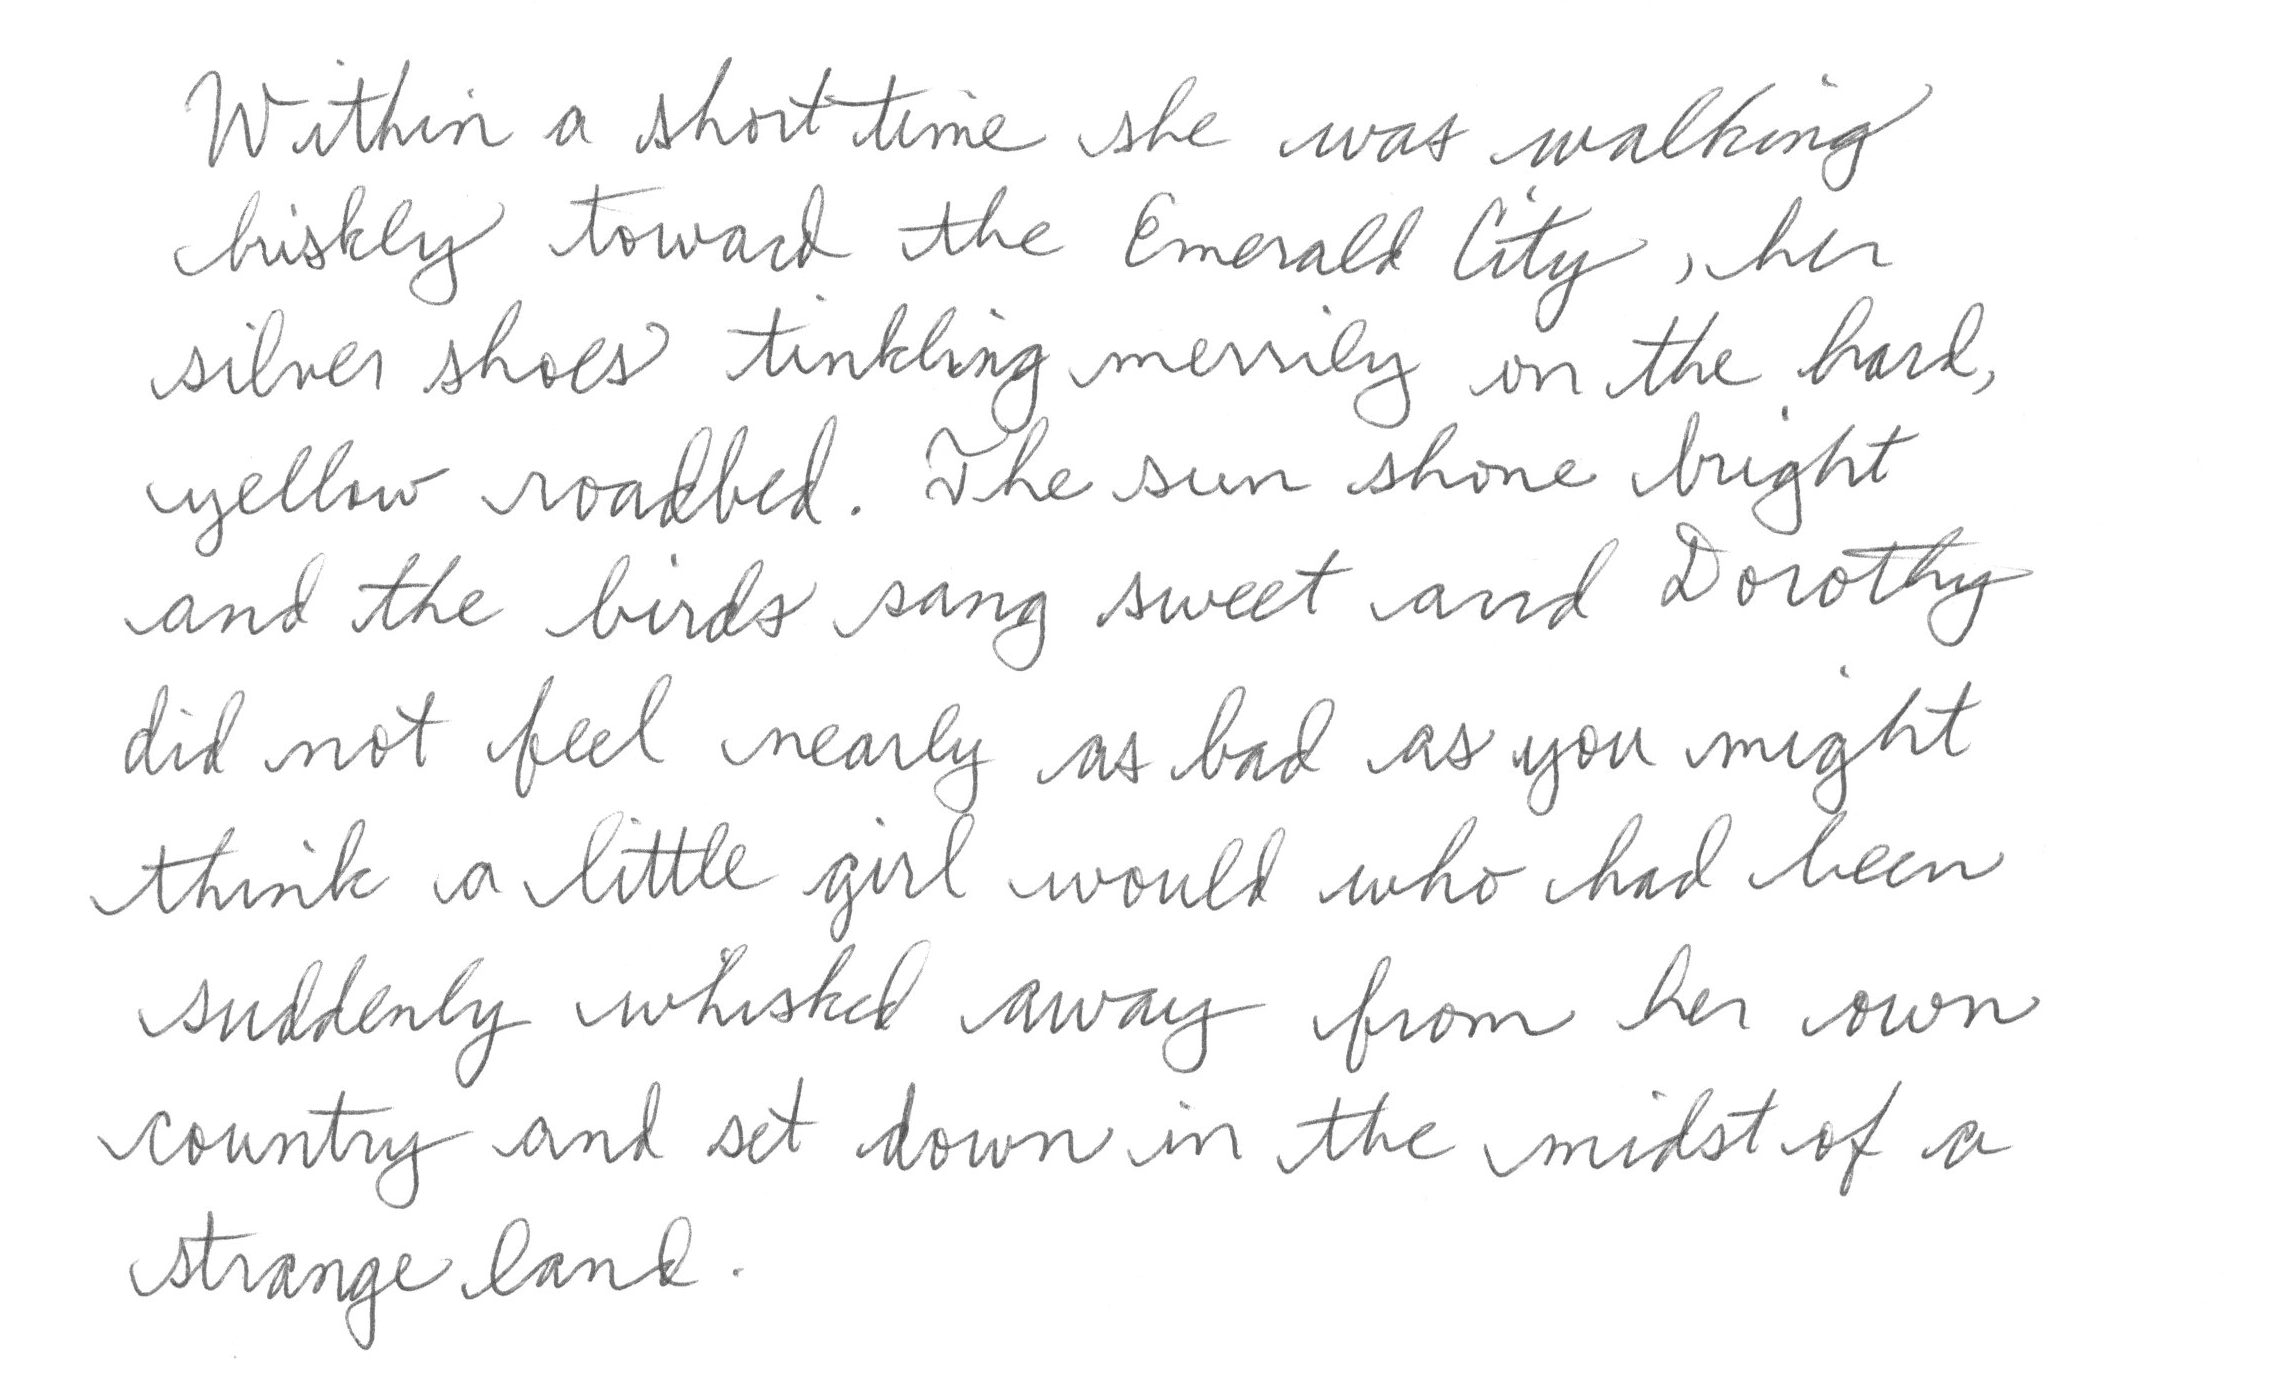 Within a short time she was walking
briskly toward the Emerald City, her
silver shoes tinkling merrily on the hard,
yellow roadbed. The sun shone bright
and the birds sang sweet and Dorothy
did not feel nearly as bad as you might
think a little girl would who had been
suddenly whisked away from her own
country and set down in the midst of a
strange land.